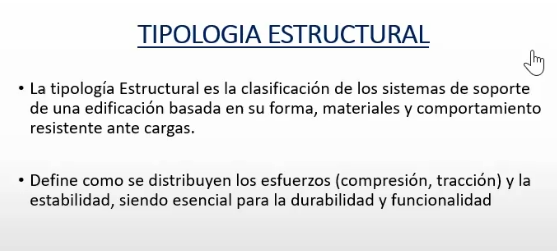 TIPOLOGIA ESTRUCTURAL
• La tipología Estructural es la clasificación de los sistemas de soporte
de una edificación basada en su forma, materiales y comportamiento
resistente ante cargas.
• Define como se distribuyen los esfuerzos (compresión, tracción) y la
estabilidad, siendo esencial para la durabilidad y funcionalidad